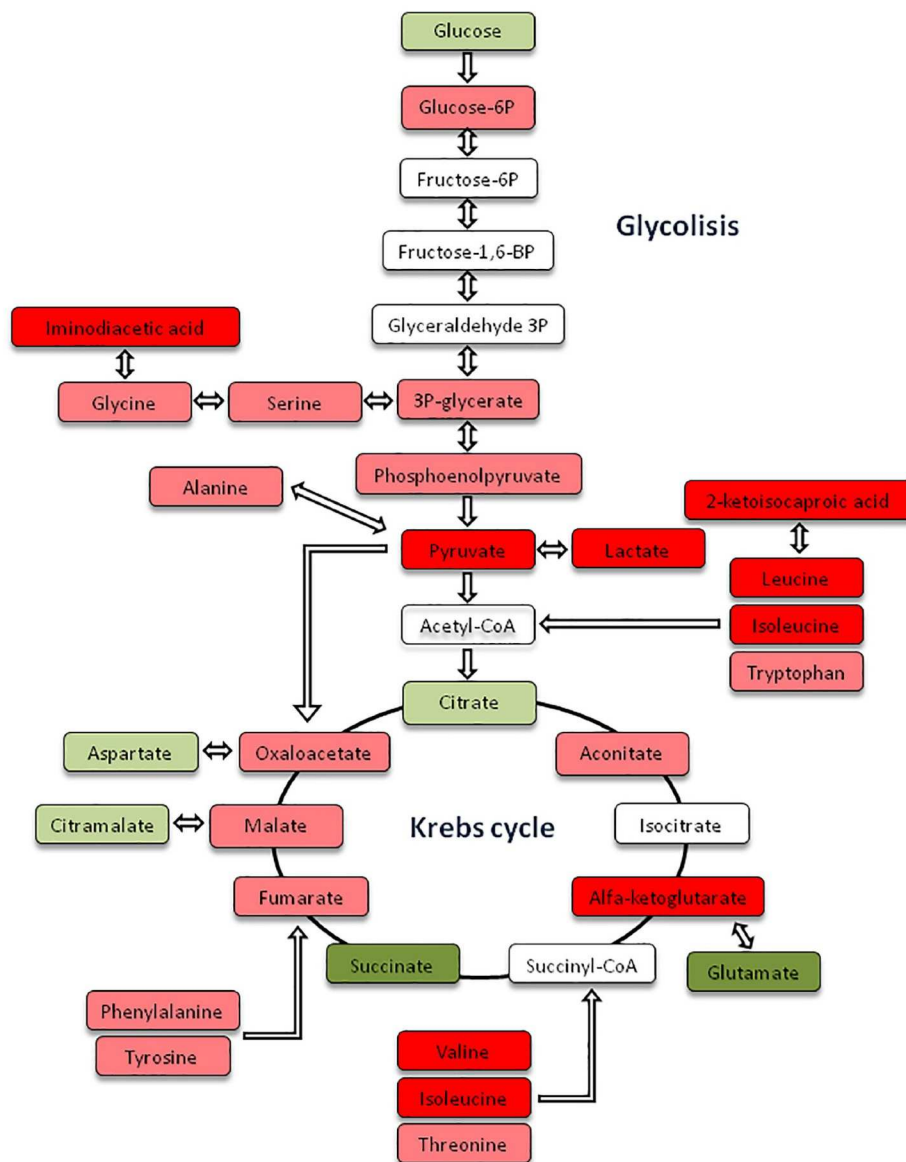 Glucose
Glucose-6P
Fructose-6P
Glycolisis
Fructose-1,6-BP
Iminodiacetic acid
Glyceraldehyde 3P
Glycine
Serine
3P-glycerate
Alanine
Phosphoenolpyruvate
2-ketoisocaproic acid
Pyruvate
Lactate
Leucine
Acetyl-CoA
Isoleucine
Tryptophan
Citrate
Aspartate
Oxaloacetate
Aconitate
Citramalate
Malate
Krebs cycle
Isocitrate
Fumarate
Alfa-ketoglutarate
Succinate
Succinyl-CoA
Glutamate
Phenylalanine
Tyrosine
Valine
Isoleucine
Threonine